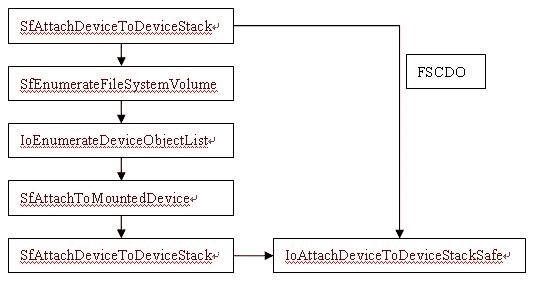 SfAttachDeviceToDeviceStack
FSCDO
SfEnumerateFileSystemVolume
IoEnumerateDeviceObjectList
SfAttachToMountedDevice
SfAttachDeviceToDeviceStack
IoAttachDeviceToDeviceStackSafe